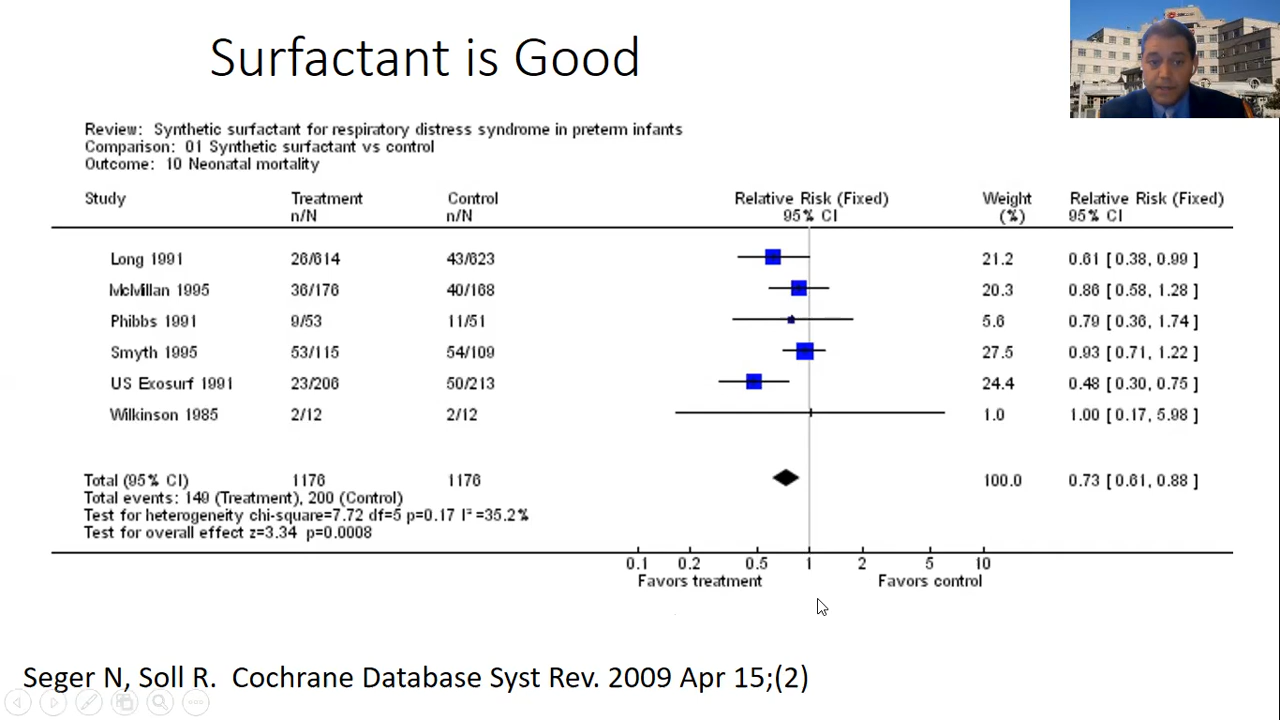 Surfactant is Good
Review: Synthetic surfactant for respiratory distress syndrome in preterm infants
Comparison: 01 Synthetic surfactant vs control
Outcome: 10 Neonatal mortality
Study Treatment n/N Control n/N Relative Risk (Fixed) 95% CI Weight (%) Relative Risk (Fixed) 95% CI
Long 1991 26/614 43/623 21.2 0.61 [ 0.38, 0.99 ]
McMillan 1995 36/176 40/168 20.3 0.86 [ 0.58, 1.28 ]
Phibbs 1991 9/53 11/51 5.6 0.79 [ 0.36, 1.74 ]
Smyth 1995 53/115 54/109 27.5 0.93 [ 0.71, 1.22 ]
US Exosurf 1991 23/206 50/213 24.4 0.48 [ 0.30, 0.75 ]
Wilkinson 1985 2/12 2/12 1.0 1.00 [ 0.17, 5.98 ]
Total (95% CI) 1176 1176 100.0 0.73 [ 0.61, 0.88 ]
Total events: 149 (Treatment), 200 (Control)
Test for heterogeneity chi-square=7.72 df=5 p=0.17 I² =35.2%
Test for overall effect z=3.34 p=0.0008
0.1 0.2 0.5 1 2 5 10
Favors treatment Favors control
Seger N, Soll R. Cochrane Database Syst Rev. 2009 Apr 15;(2)